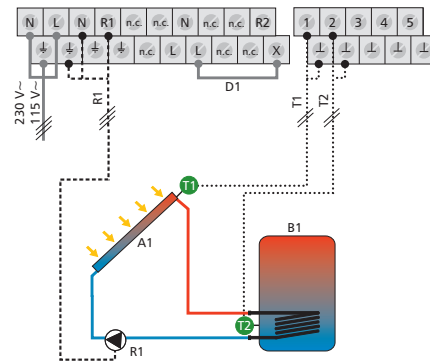 N L N R1 n.c. n.c. N n.c. n.c. R2
1 2 3 4 5
n.c. L L n.c. X
D1
230 V~
115 V~
R1
T1
T2
T1
A1
B1
T2
R1